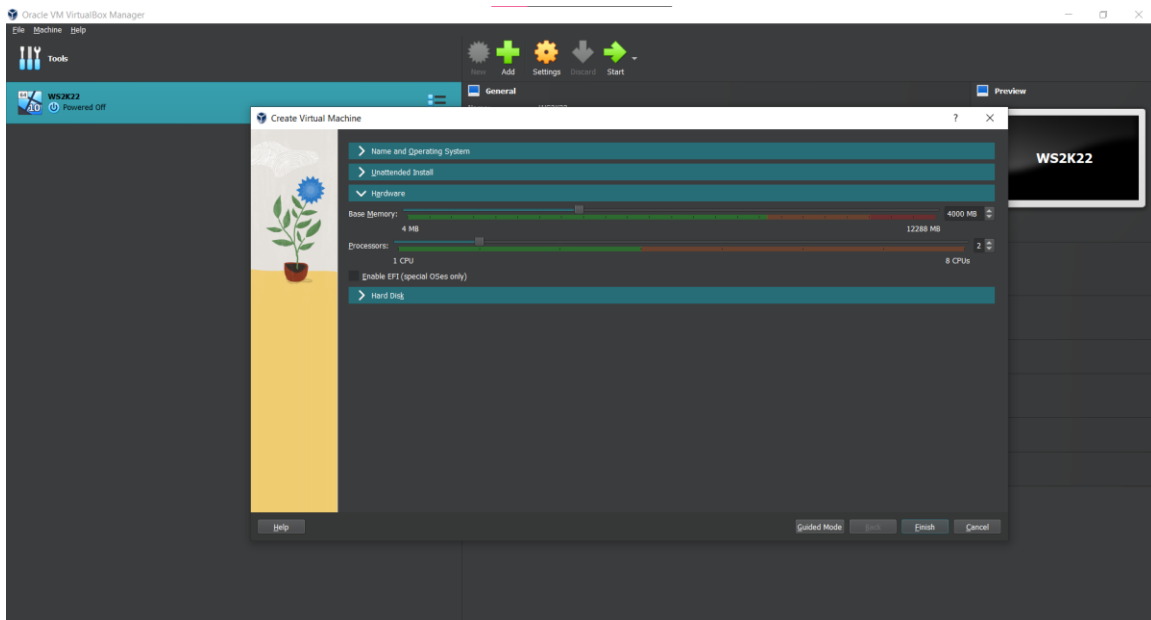 Oracle VM VirtualBox Manager
File Machine Help
Tools
New Add Settings Discard Start
WS2K22
Powered Off
General
Preview
WS2K22
Create Virtual Machine
Name and Operating System
Unattended Install
Hardware
Base Memory: 4000 MB
4 MB 12288 MB
Processors: 2
1 CPU 8 CPUs
Enable EFI (special OSes only)
Hard Disk
Help Guided Mode Back Finish Cancel